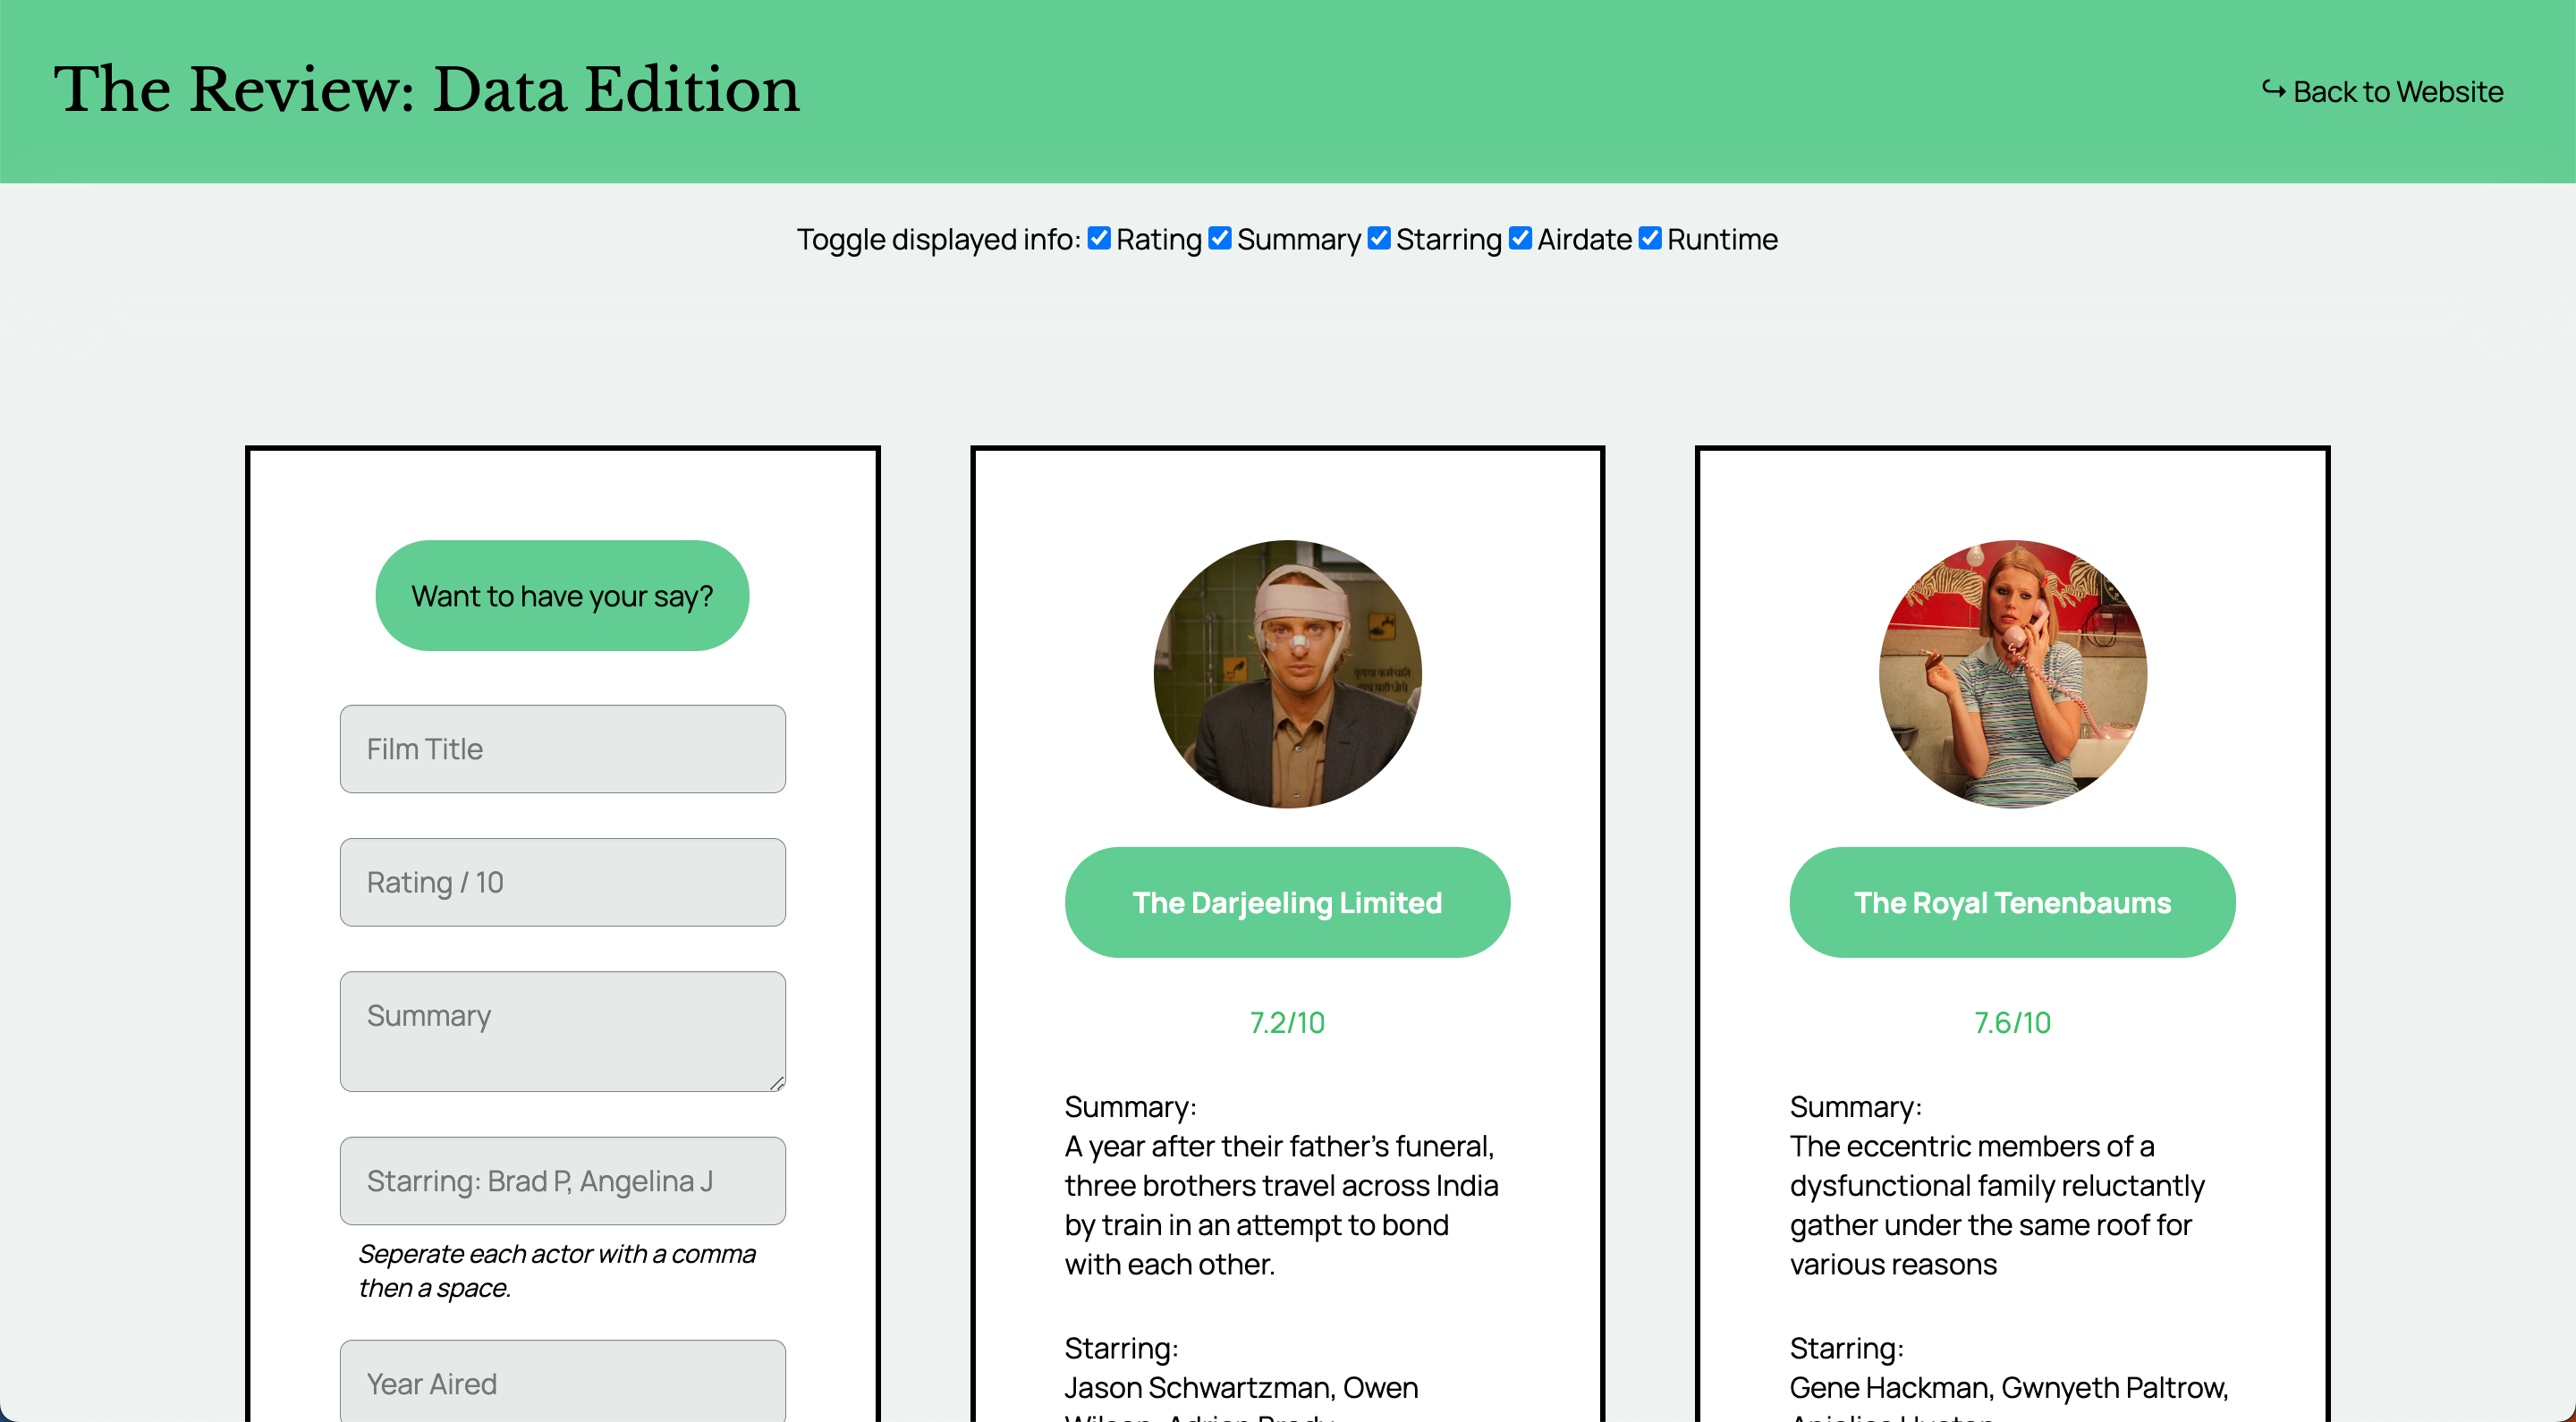 The Review: Data Edition
↪ Back to Website
Toggle displayed info: Rating Summary Starring Airdate Runtime
Want to have your say?
Film Title
Rating / 10
Summary
Starring: Brad P, Angelina J
Seperate each actor with a comma
then a space.
Year Aired
The Darjeeling Limited
7.2/10
Summary:
A year after their father's funeral,
three brothers travel across India
by train in an attempt to bond
with each other.
Starring:
Jason Schwartzman, Owen
The Royal Tenenbaums
7.6/10
Summary:
The eccentric members of a
dysfunctional family reluctantly
gather under the same roof for
various reasons
Starring:
Gene Hackman, Gwnyeth Paltrow,